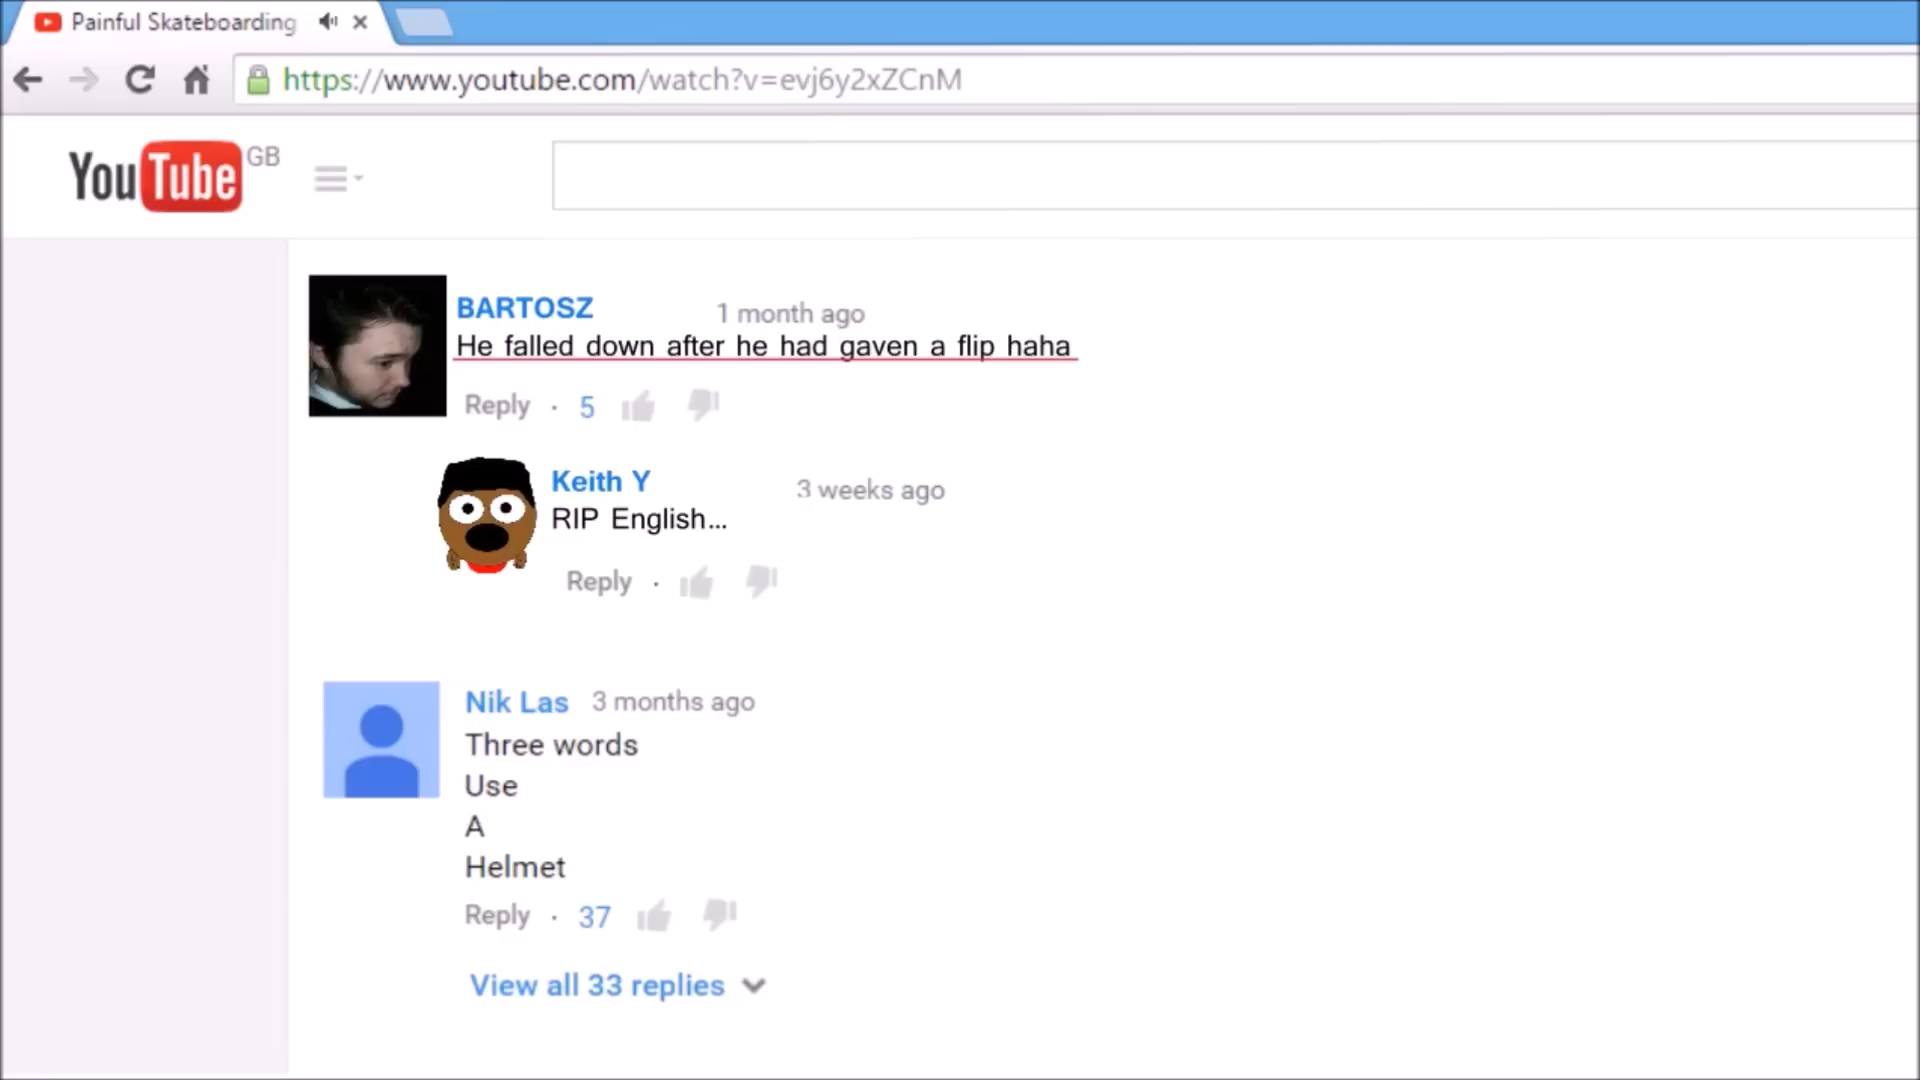 Painful Skateboarding
https://www.youtube.com/watch?v=evj6y2xZCnM
YouTube GB
BARTOSZ 1 month ago
He falled down after he had gaven a flip haha
Reply · 5
Keith Y 3 weeks ago
RIP English...
Reply ·
Nik Las 3 months ago
Three words
Use
A
Helmet
Reply · 37
View all 33 replies